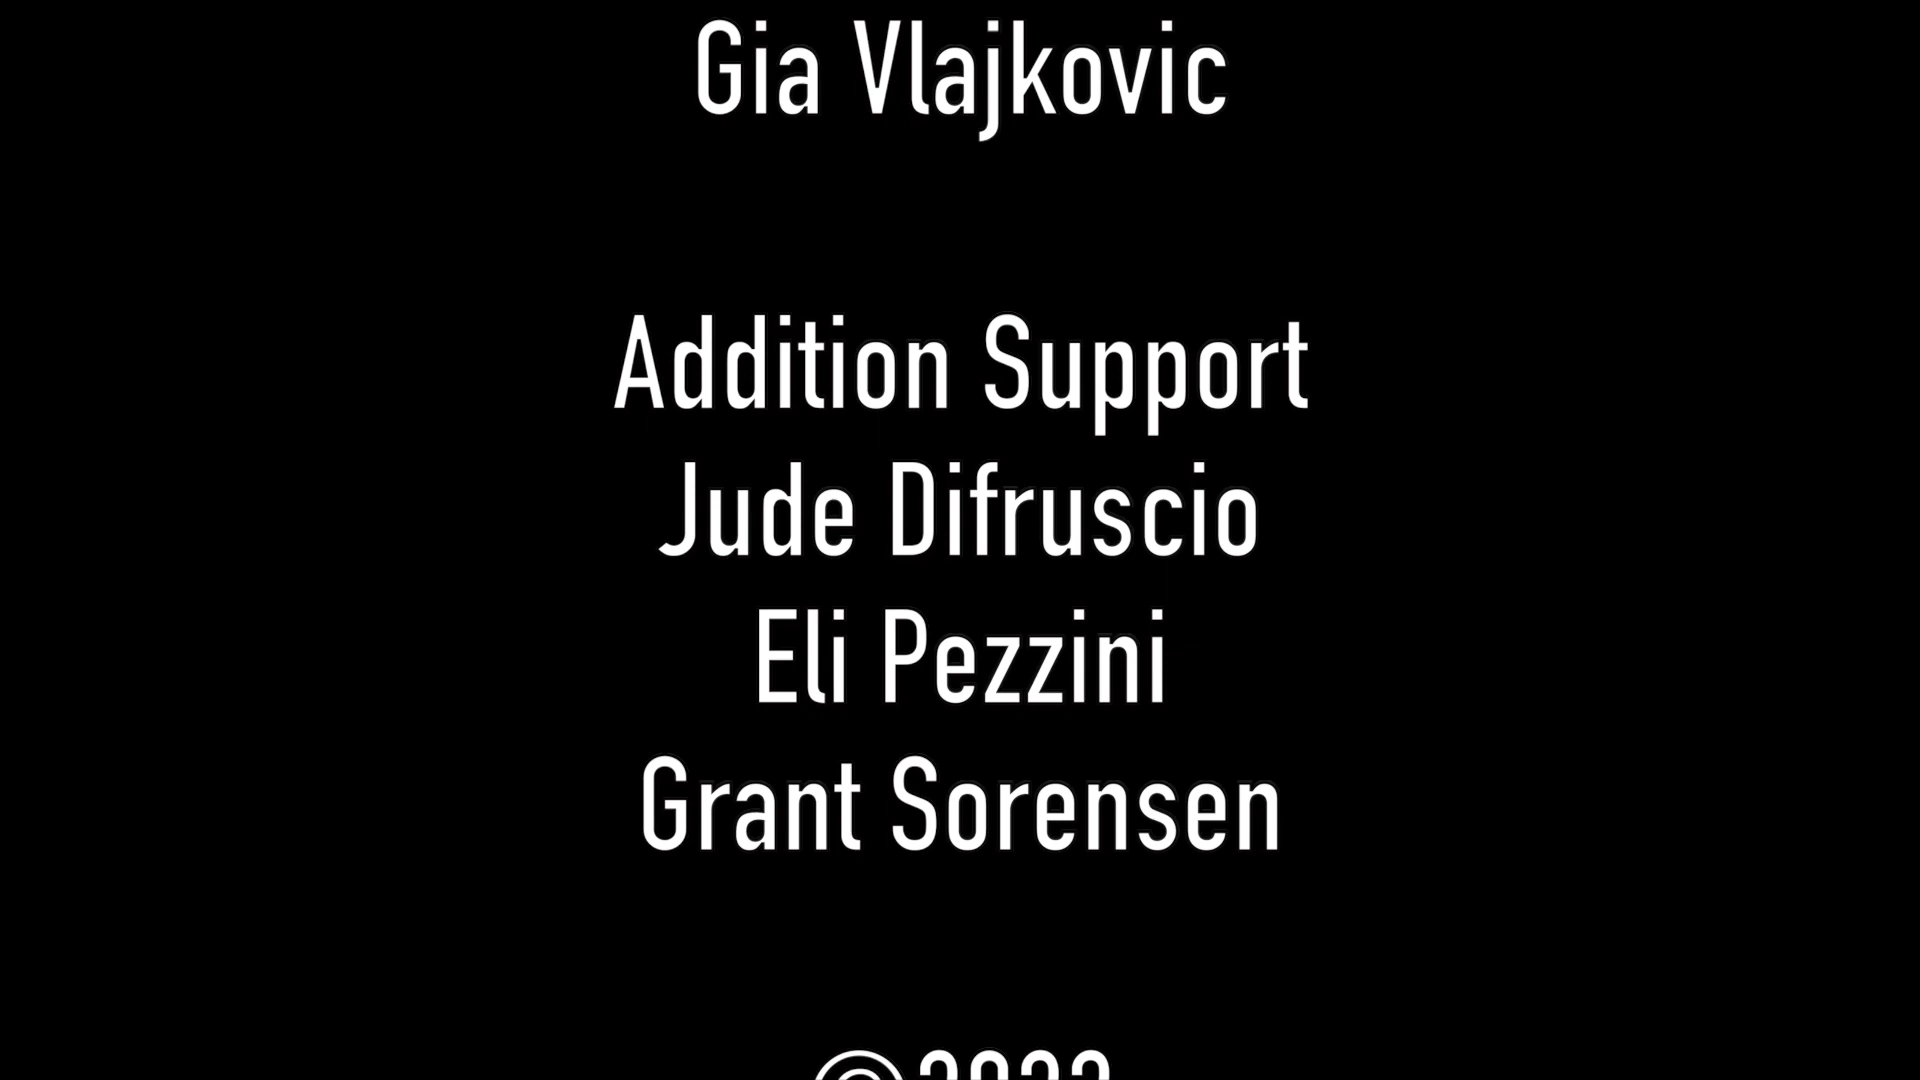 Gia Vlajkovic
Addition Support
Jude Difruscio
Eli Pezzini
Grant Sorensen